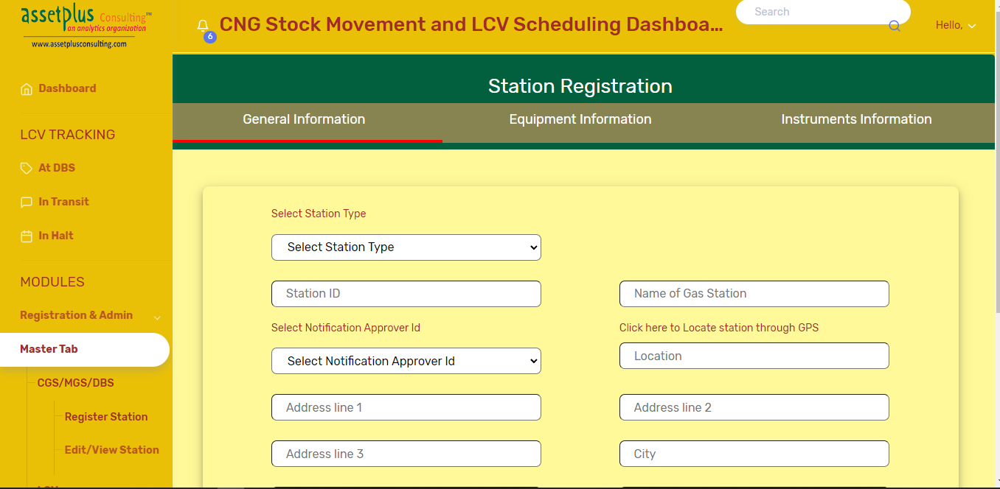 assetplus Consulting™
an analytics organization
www.assetplusconsulting.com
6
CNG Stock Movement and LCV Scheduling Dashboa...
Search
Hello,
Dashboard
LCV TRACKING
At DBS
In Transit
In Halt
MODULES
Registration & Admin
Master Tab
CGS/MGS/DBS
Register Station
Edit/View Station
Station Registration
General Information
Equipment Information
Instruments Information
Select Station Type
Select Station Type
Station ID
Name of Gas Station
Select Notification Approver Id
Click here to Locate station through GPS
Select Notification Approver Id
Location
Address line 1
Address line 2
Address line 3
City